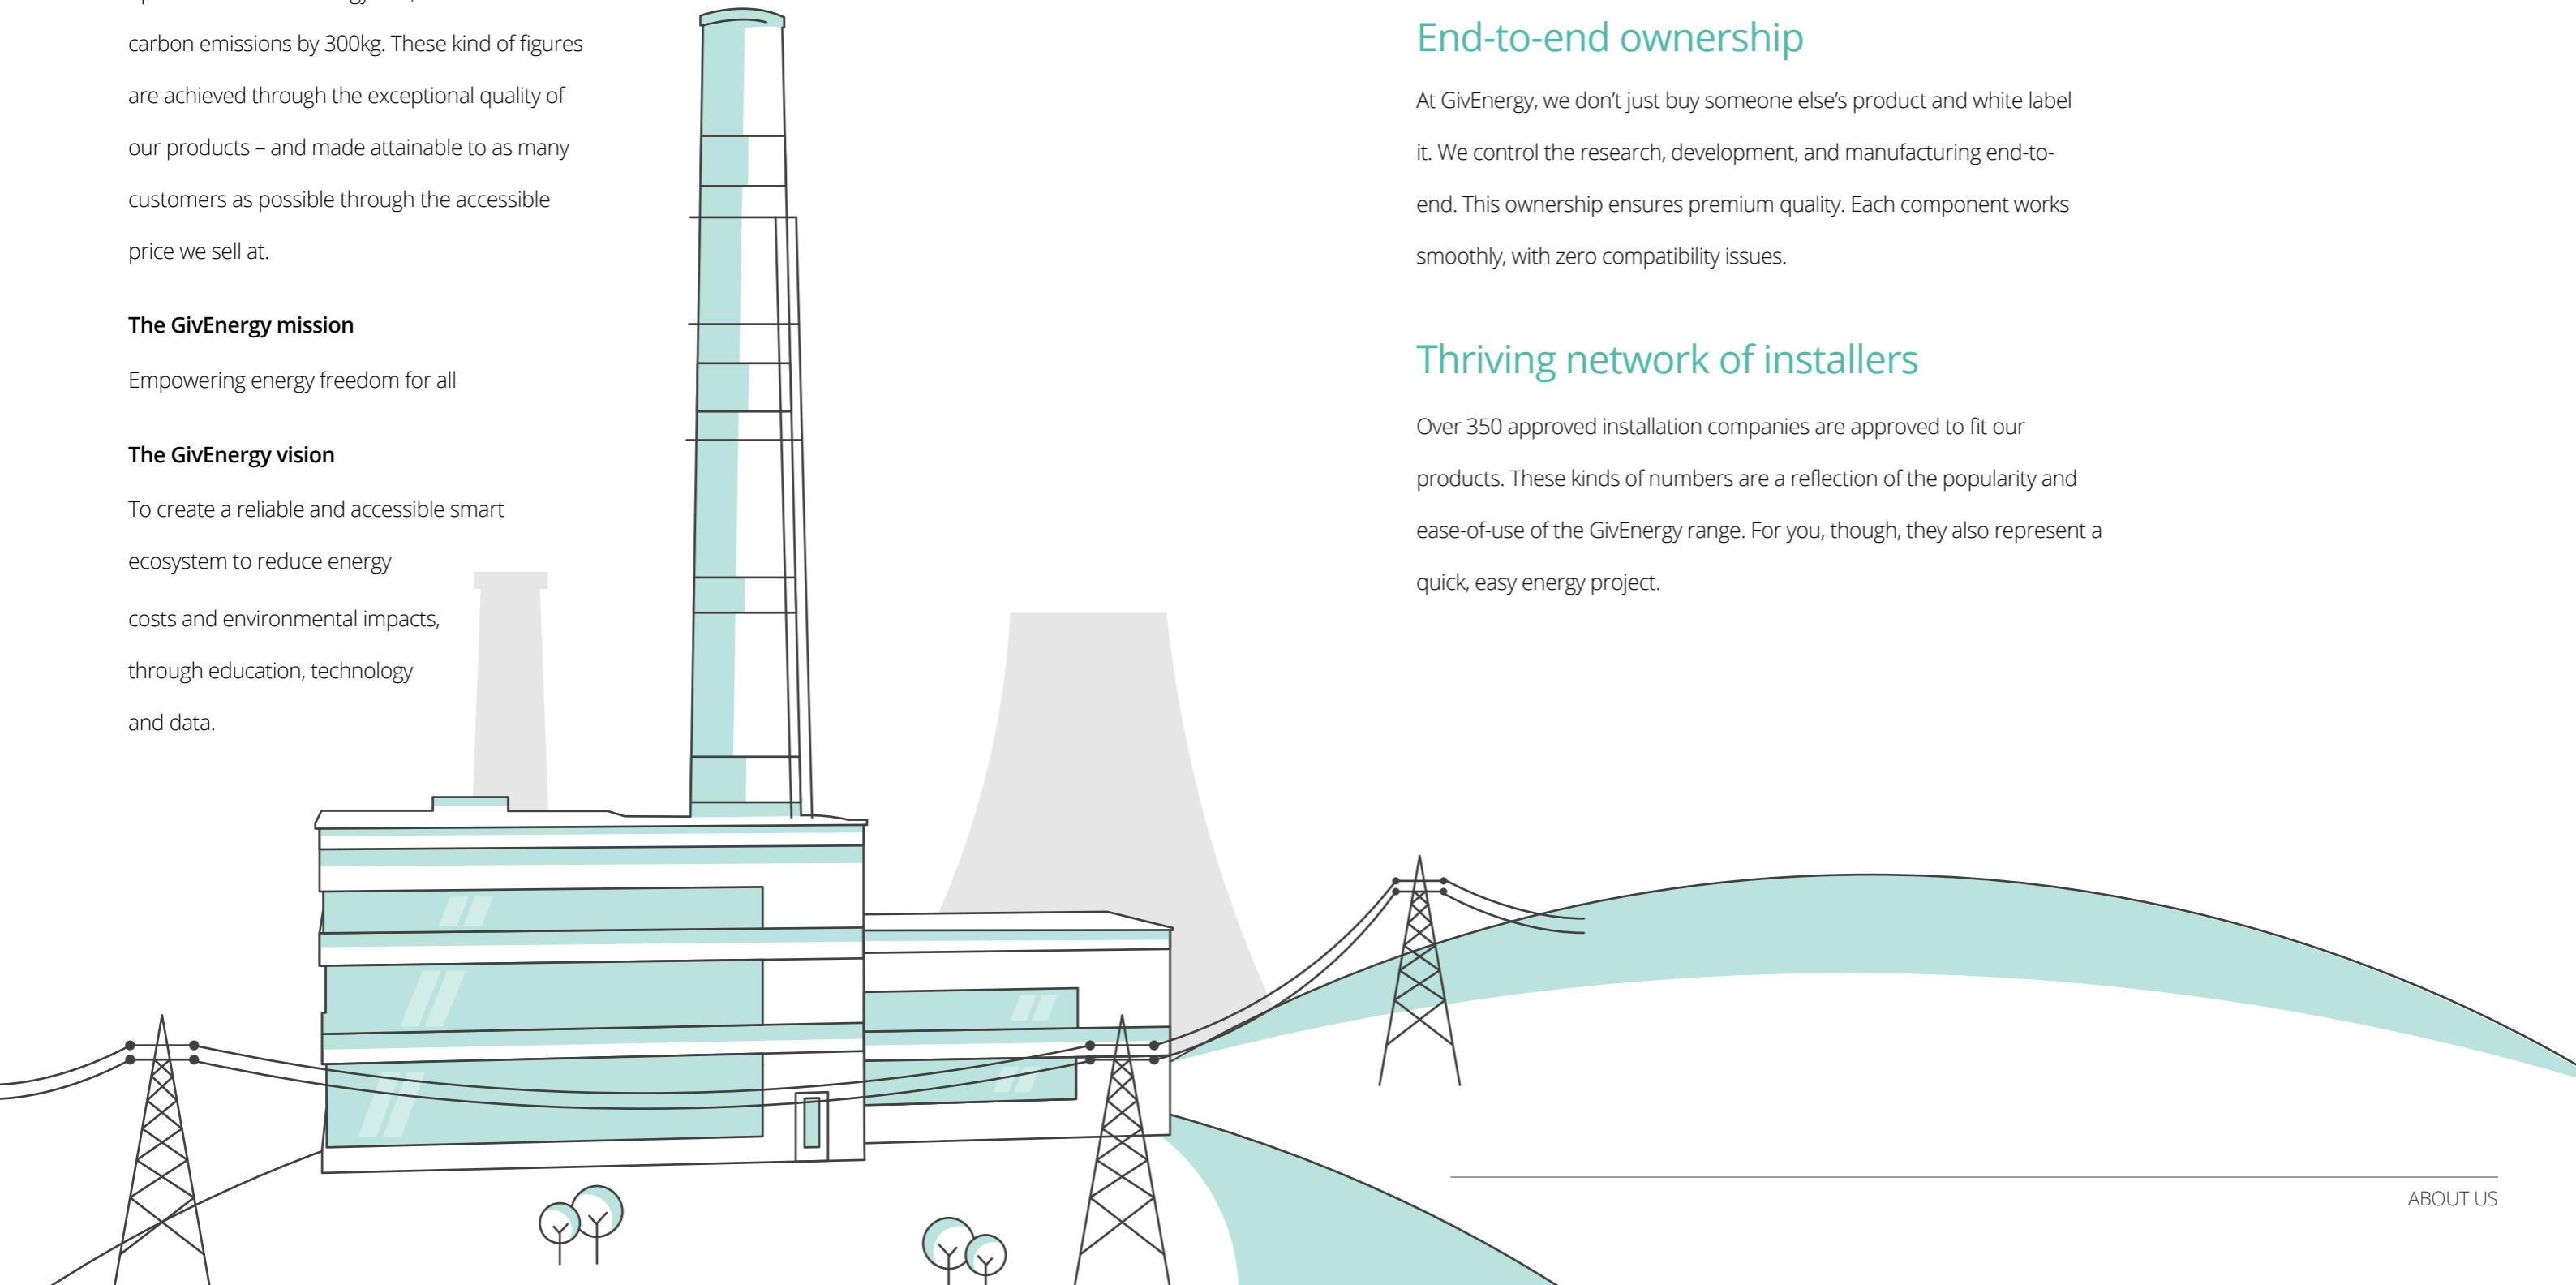 carbon emissions by 300kg. These kind of figures
are achieved through the exceptional quality of
our products – and made attainable to as many
customers as possible through the accessible
price we sell at.
The GivEnergy mission
Empowering energy freedom for all
The GivEnergy vision
To create a reliable and accessible smart
ecosystem to reduce energy
costs and environmental impacts,
through education, technology
and data.
End-to-end ownership
At GivEnergy, we don’t just buy someone else’s product and white label
it. We control the research, development, and manufacturing end-to-
end. This ownership ensures premium quality. Each component works
smoothly, with zero compatibility issues.
Thriving network of installers
Over 350 approved installation companies are approved to fit our
products. These kinds of numbers are a reflection of the popularity and
ease-of-use of the GivEnergy range. For you, though, they also represent a
quick, easy energy project.
ABOUT US